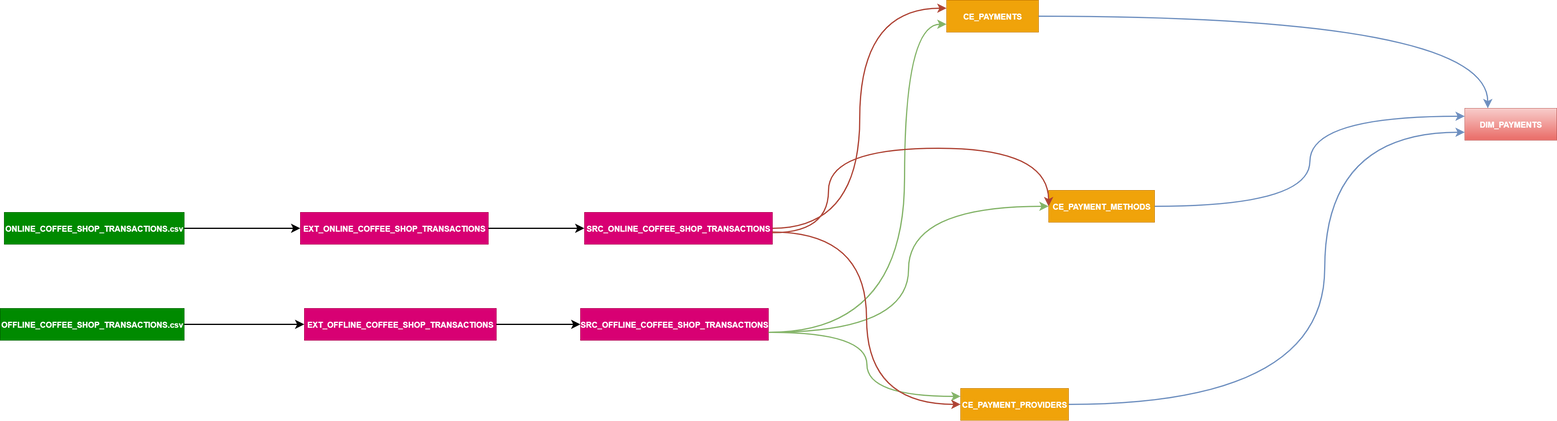 CE_PAYMENTS
DIM_PAYMENTS
CE_PAYMENT_METHODS
ONLINE_COFFEE_SHOP_TRANSACTIONS.csv
EXT_ONLINE_COFFEE_SHOP_TRANSACTIONS
SRC_ONLINE_COFFEE_SHOP_TRANSACTIONS
OFFLINE_COFFEE_SHOP_TRANSACTIONS.csv
EXT_OFFLINE_COFFEE_SHOP_TRANSACTIONS
SRC_OFFLINE_COFFEE_SHOP_TRANSACTIONS
CE_PAYMENT_PROVIDERS